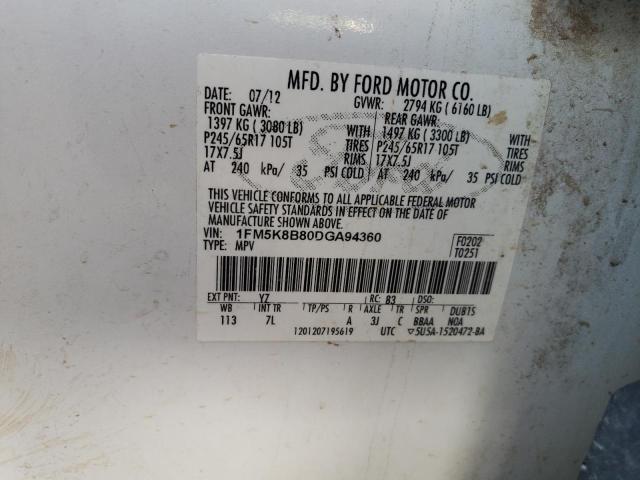 MFD. BY FORD MOTOR CO.
DATE: 07/12 GVWR: 2794 KG ( 6160 LB)
FRONT GAWR: REAR GAWR:
1397 KG ( 3080 LB) WITH 1497 KG ( 3300 LB) WITH
P245/65R17 105T TIRES P245/65R17 105T TIRES
17X7.5J RIMS 17X7.5J RIMS
AT 240 kPa/ 35 PSI COLD AT 240 kPa/ 35 PSI COLD
THIS VEHICLE CONFORMS TO ALL APPLICABLE FEDERAL MOTOR
VEHICLE SAFETY STANDARDS IN EFFECT ON THE DATE OF
MANUFACTURE SHOWN ABOVE.
VIN: 1FM5K8B80DGA94360 F0202
TYPE: MPV T0251
EXT PNT: YZ RC: B3 DSO:
WB INT TR TP/PS R AXLE TR SPR DUB1S
113 7L A 3J C BBAA NOA
1201207195619 UTC ▽5U5A-1520472-BA
Ford